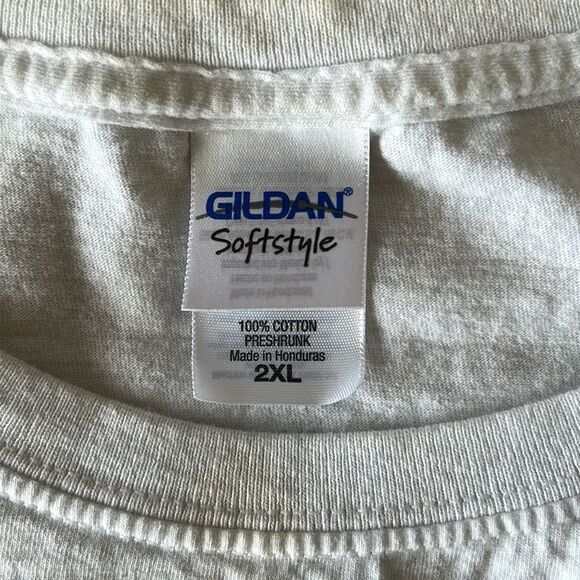 GILDAN®
Softstyle
100% COTTON
PRESHRUNK
Made in Honduras
2XL